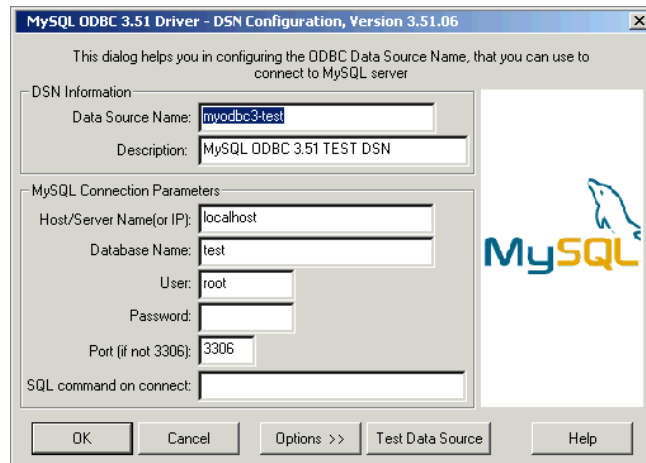 MySQL ODBC 3.51 Driver - DSN Configuration, Version 3.51.06
This dialog helps you in configuring the ODBC Data Source Name, that you can use to
connect to MySQL server
DSN Information
Data Source Name: myodbc3-test
Description: MySQL ODBC 3.51 TEST DSN
MySQL Connection Parameters
Host/Server Name(or IP): localhost
Database Name: test
User: root
Password:
Port (if not 3306): 3306
SQL command on connect:
MySQL
OK Cancel Options >> Test Data Source Help